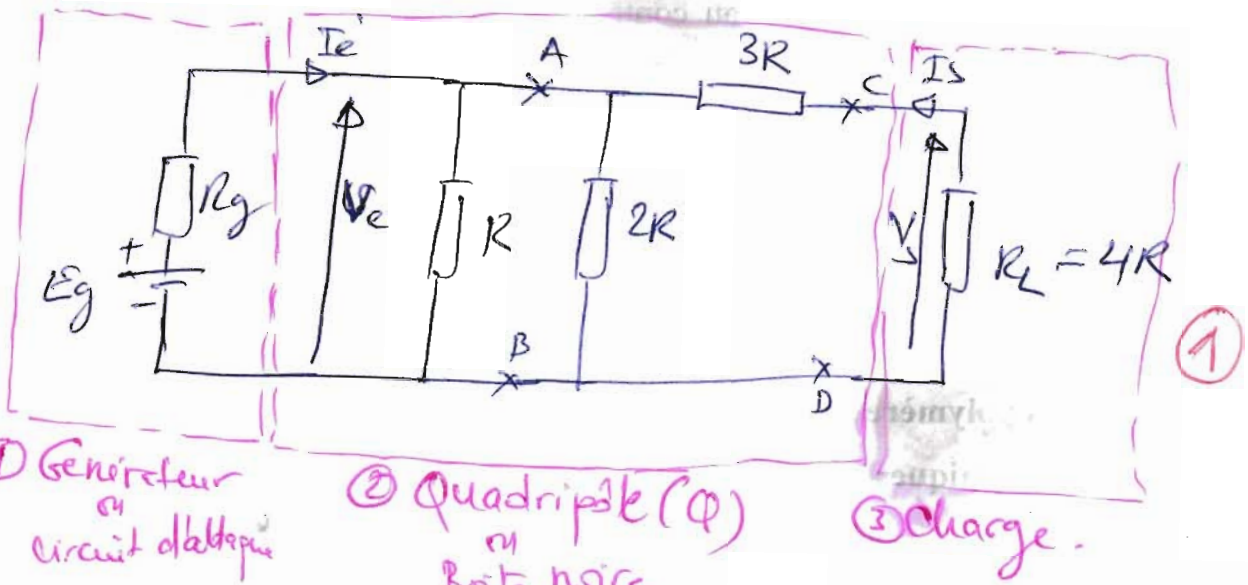 Ie
A
3R
C
Is
+
Eg
-
Rg
Ve
R
2R
Vs
RL = 4R
B
D
1
① Générateur
ou
circuit d'attaque
② Quadripôle (Q)
ou
Boîte noire
③ Charge.